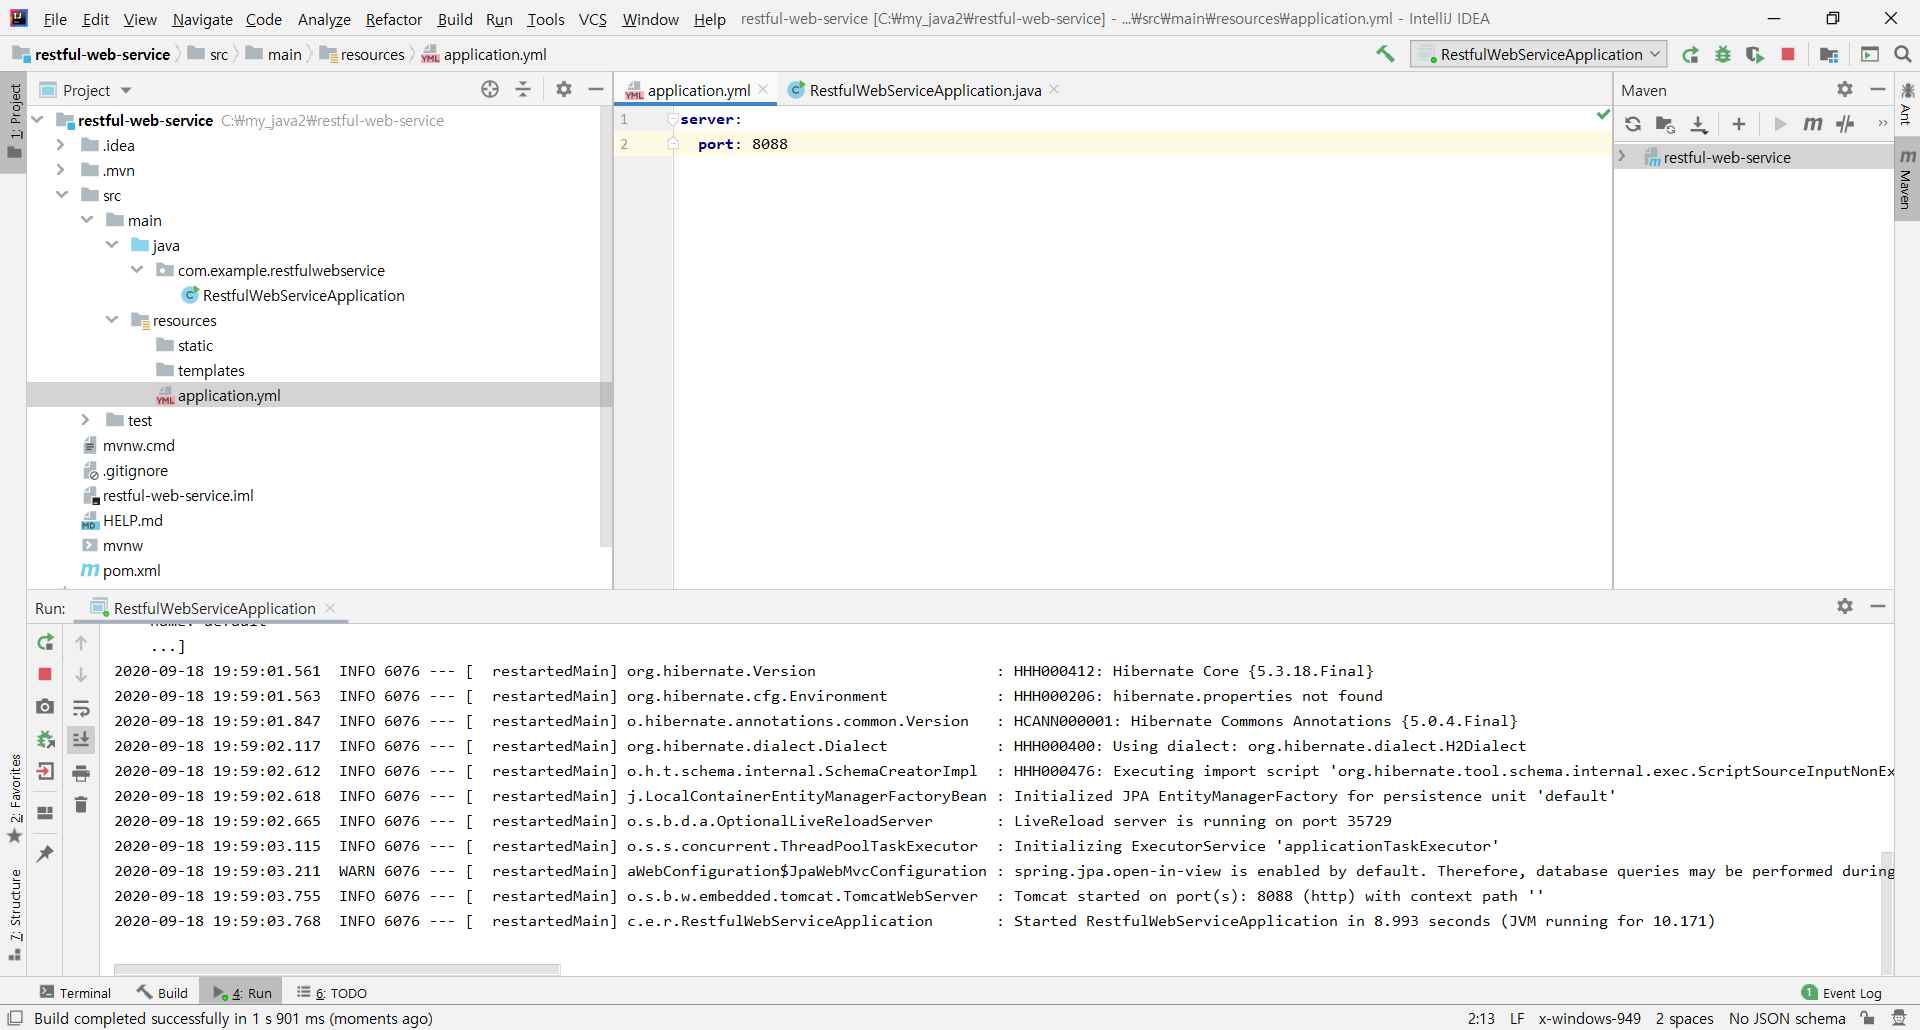 File Edit View Navigate Code Analyze Refactor Build Run Tools VCS Window Help restful-web-service [C:₩my_java2₩restful-web-service] - ...₩src₩main₩resources₩application.yml - IntelliJ IDEA
restful-web-service src main resources application.yml RestfulWebServiceApplication
1: Project
Project
restful-web-service C:₩my_java2₩restful-web-service
.idea
.mvn
src
main
java
com.example.restfulwebservice
RestfulWebServiceApplication
resources
static
templates
application.yml
test
mvnw.cmd
.gitignore
restful-web-service.iml
HELP.md
mvnw
pom.xml
application.yml RestfulWebServiceApplication.java
1 server:
2 port: 8088
Maven
restful-web-service
Ant
Maven
Run: RestfulWebServiceApplication
...]
2020-09-18 19:59:01.561 INFO 6076 --- [ restartedMain] org.hibernate.Version : HHH000412: Hibernate Core {5.3.18.Final}
2020-09-18 19:59:01.563 INFO 6076 --- [ restartedMain] org.hibernate.cfg.Environment : HHH000206: hibernate.properties not found
2020-09-18 19:59:01.847 INFO 6076 --- [ restartedMain] o.hibernate.annotations.common.Version : HCANN000001: Hibernate Commons Annotations {5.0.4.Final}
2020-09-18 19:59:02.117 INFO 6076 --- [ restartedMain] org.hibernate.dialect.Dialect : HHH000400: Using dialect: org.hibernate.dialect.H2Dialect
2020-09-18 19:59:02.612 INFO 6076 --- [ restartedMain] o.h.t.schema.internal.SchemaCreatorImpl : HHH000476: Executing import script 'org.hibernate.tool.schema.internal.exec.ScriptSourceInputNonEx
2020-09-18 19:59:02.618 INFO 6076 --- [ restartedMain] j.LocalContainerEntityManagerFactoryBean : Initialized JPA EntityManagerFactory for persistence unit 'default'
2020-09-18 19:59:02.665 INFO 6076 --- [ restartedMain] o.s.b.d.a.OptionalLiveReloadServer : LiveReload server is running on port 35729
2020-09-18 19:59:03.115 INFO 6076 --- [ restartedMain] o.s.s.concurrent.ThreadPoolTaskExecutor : Initializing ExecutorService 'applicationTaskExecutor'
2020-09-18 19:59:03.211 WARN 6076 --- [ restartedMain] aWebConfiguration$JpaWebMvcConfiguration : spring.jpa.open-in-view is enabled by default. Therefore, database queries may be performed during
2020-09-18 19:59:03.755 INFO 6076 --- [ restartedMain] o.s.b.w.embedded.tomcat.TomcatWebServer : Tomcat started on port(s): 8088 (http) with context path ''
2020-09-18 19:59:03.768 INFO 6076 --- [ restartedMain] c.e.r.RestfulWebServiceApplication : Started RestfulWebServiceApplication in 8.993 seconds (JVM running for 10.171)
2: Favorites
7: Structure
Terminal Build 4: Run 6: TODO 1 Event Log
Build completed successfully in 1 s 901 ms (moments ago) 2:13 LF x-windows-949 2 spaces No JSON schema